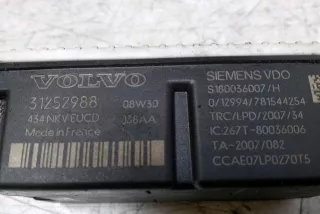 VOLVO
31252988 08W30
434 NKV EUCD J38AA
Made in France
SIEMENS VDO
S180036007/H
0/12994/781544254
TRC/LPD/2007/34
IC:267T-80036006
TA-2007/082
CCAE07LP0270T5